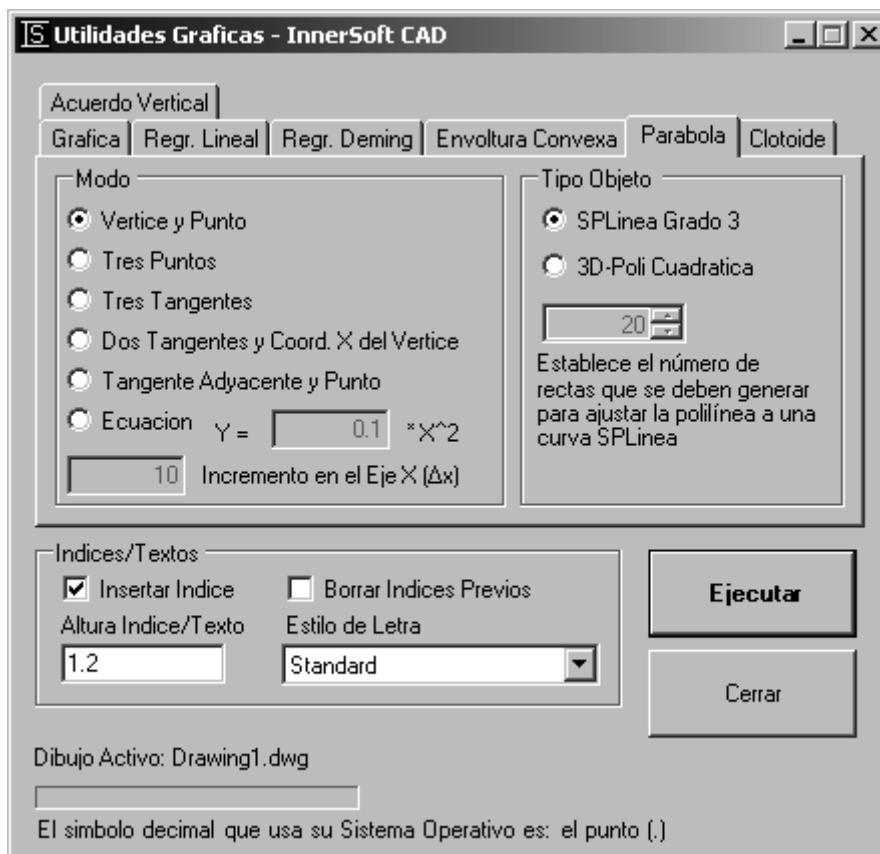 IS Utilidades Graficas - InnerSoft CAD
Acuerdo Vertical
Grafica Regr. Lineal Regr. Deming Envoltura Convexa Parabola Clotoide
Modo
Vertice y Punto
Tres Puntos
Tres Tangentes
Dos Tangentes y Coord. X del Vertice
Tangente Adyacente y Punto
Ecuacion Y = 0.1 *X^2
10 Incremento en el Eje X (Δx)
Tipo Objeto
SPLinea Grado 3
3D-Poli Cuadratica
20
Establece el número de
rectas que se deben generar
para ajustar la polilínea a una
curva SPLinea
Indices/Textos
Insertar Indice Borrar Indices Previos
Altura Indice/Texto Estilo de Letra
1.2 Standard
Ejecutar
Cerrar
Dibujo Activo: Drawing1.dwg
El simbolo decimal que usa su Sistema Operativo es: el punto (.)